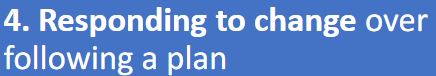 4. Responding to change over
following a plan